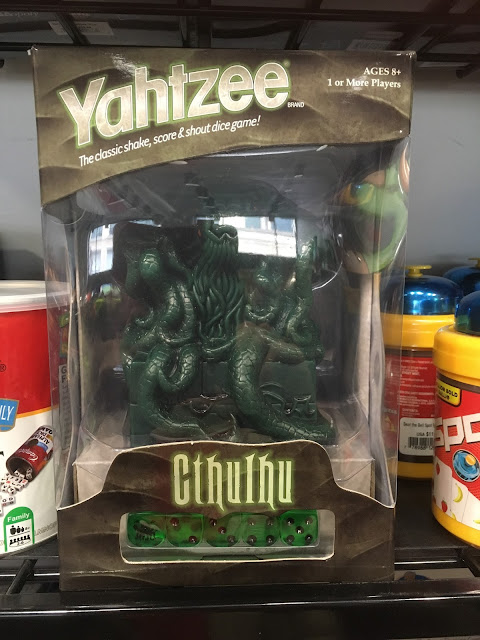 Yahtzee
BRAND
AGES 8+
1 or More Players
The classic shake, score & shout dice game!
Cthulhu
Family